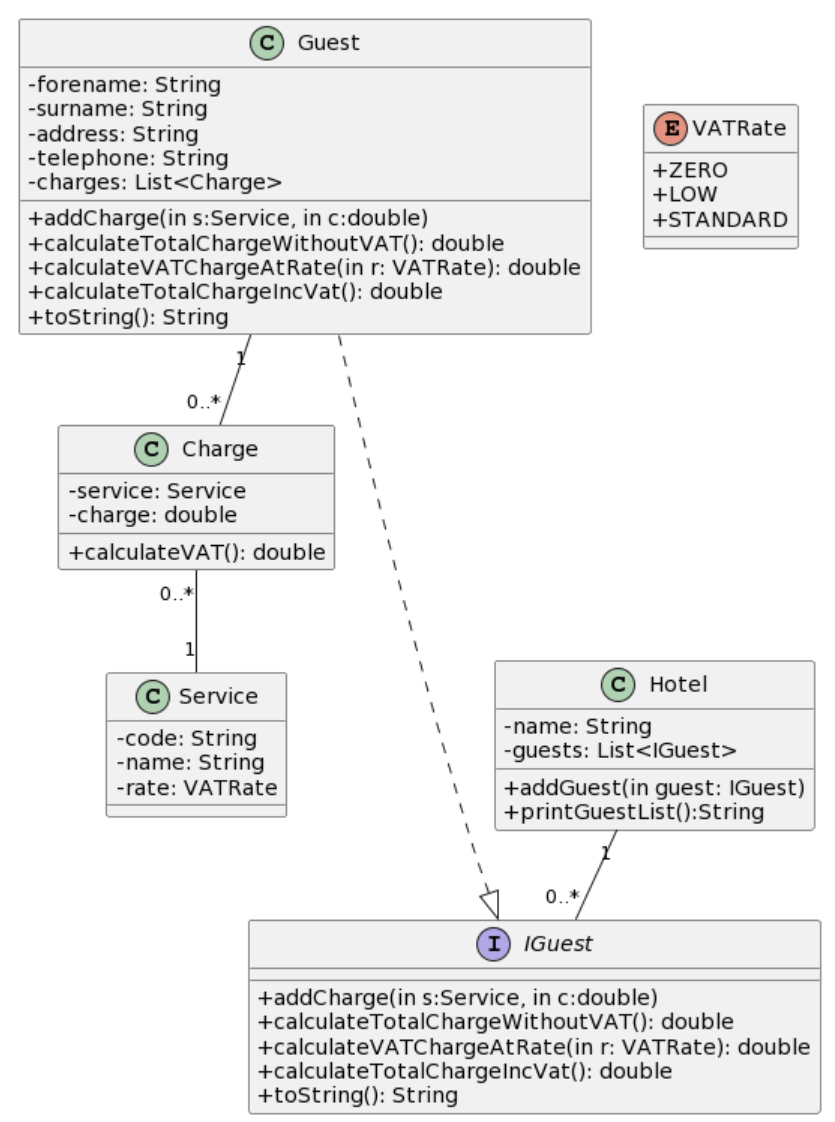 C Guest
-forename: String
-surname: String
-address: String
-telephone: String
-charges: List<Charge>
+addCharge(in s:Service, in c:double)
+calculateTotalChargeWithoutVAT(): double
+calculateVATChargeAtRate(in r: VATRate): double
+calculateTotalChargeIncVat(): double
+toString(): String
E VATRate
+ZERO
+LOW
+STANDARD
1
0..*
C Charge
-service: Service
-charge: double
+calculateVAT(): double
0..*
1
C Service
-code: String
-name: String
-rate: VATRate
C Hotel
-name: String
-guests: List<IGuest>
+addGuest(in guest: IGuest)
+printGuestList():String
1
0..*
I IGuest
+addCharge(in s:Service, in c:double)
+calculateTotalChargeWithoutVAT(): double
+calculateVATChargeAtRate(in r: VATRate): double
+calculateTotalChargeIncVat(): double
+toString(): String